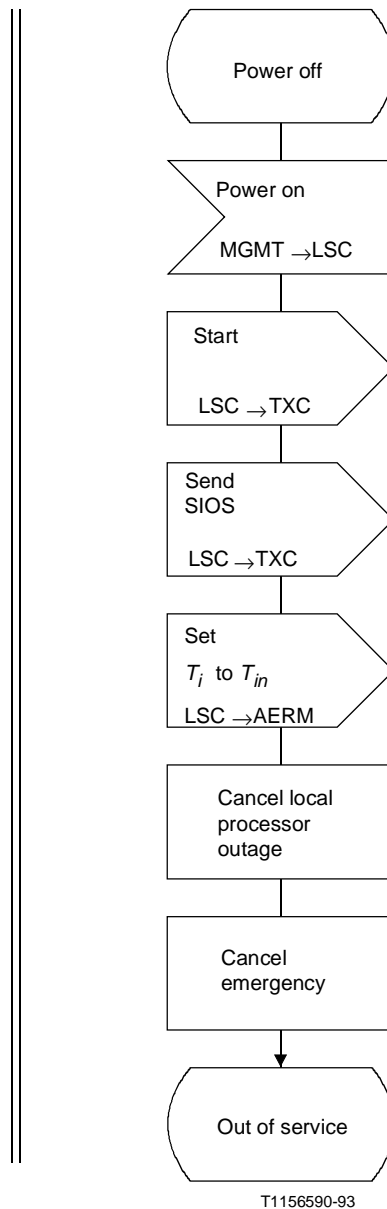 Power off
Power on
MGMT →LSC
Start
LSC →TXC
Send
SIOS
LSC →TXC
Set
Ti to Tin
LSC →AERM
Cancel local
processor
outage
Cancel
emergency
Out of service
T1156590-93